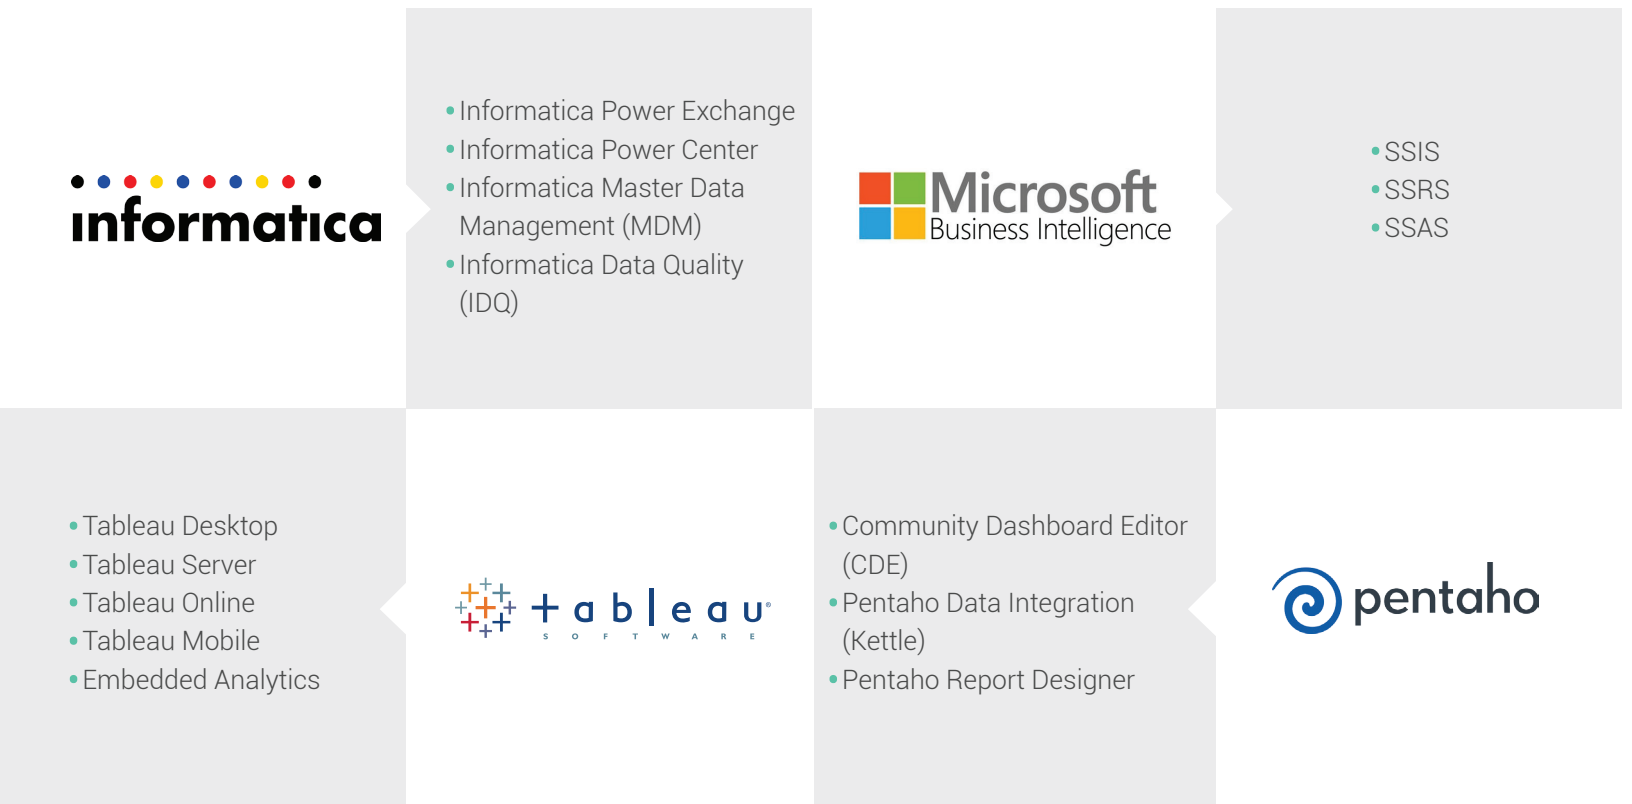 informatica
• Informatica Power Exchange
• Informatica Power Center
• Informatica Master Data
Management (MDM)
• Informatica Data Quality
(IDQ)
Microsoft
Business Intelligence
• SSIS
• SSRS
• SSAS
• Tableau Desktop
• Tableau Server
• Tableau Online
• Tableau Mobile
• Embedded Analytics
+ableau®
SOFTWARE
• Community Dashboard Editor
(CDE)
• Pentaho Data Integration
(Kettle)
• Pentaho Report Designer
pentaho